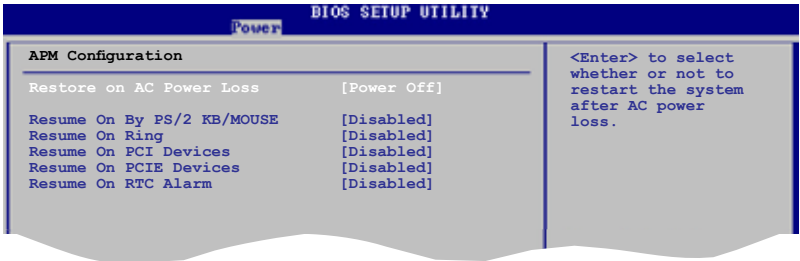 BIOS SETUP UTILITY
Power
APM Configuration
Restore on AC Power Loss [Power Off]
Resume On By PS/2 KB/MOUSE [Disabled]
Resume On Ring [Disabled]
Resume On PCI Devices [Disabled]
Resume On PCIE Devices [Disabled]
Resume On RTC Alarm [Disabled]
<Enter> to select
whether or not to
restart the system
after AC power
loss.